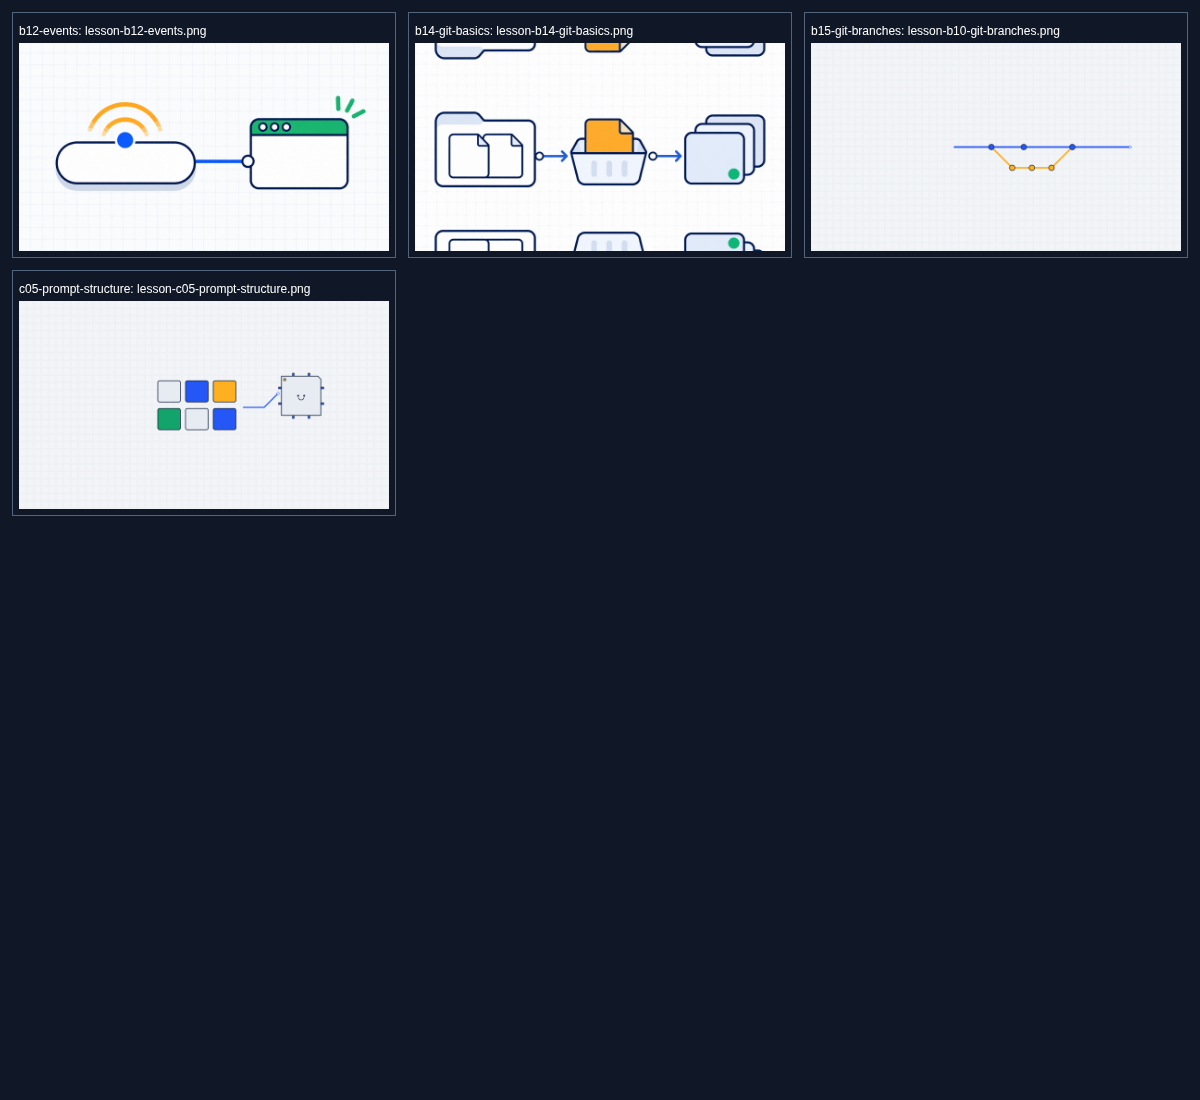 b12-events: lesson-b12-events.png
b14-git-basics: lesson-b14-git-basics.png
b15-git-branches: lesson-b10-git-branches.png
c05-prompt-structure: lesson-c05-prompt-structure.png